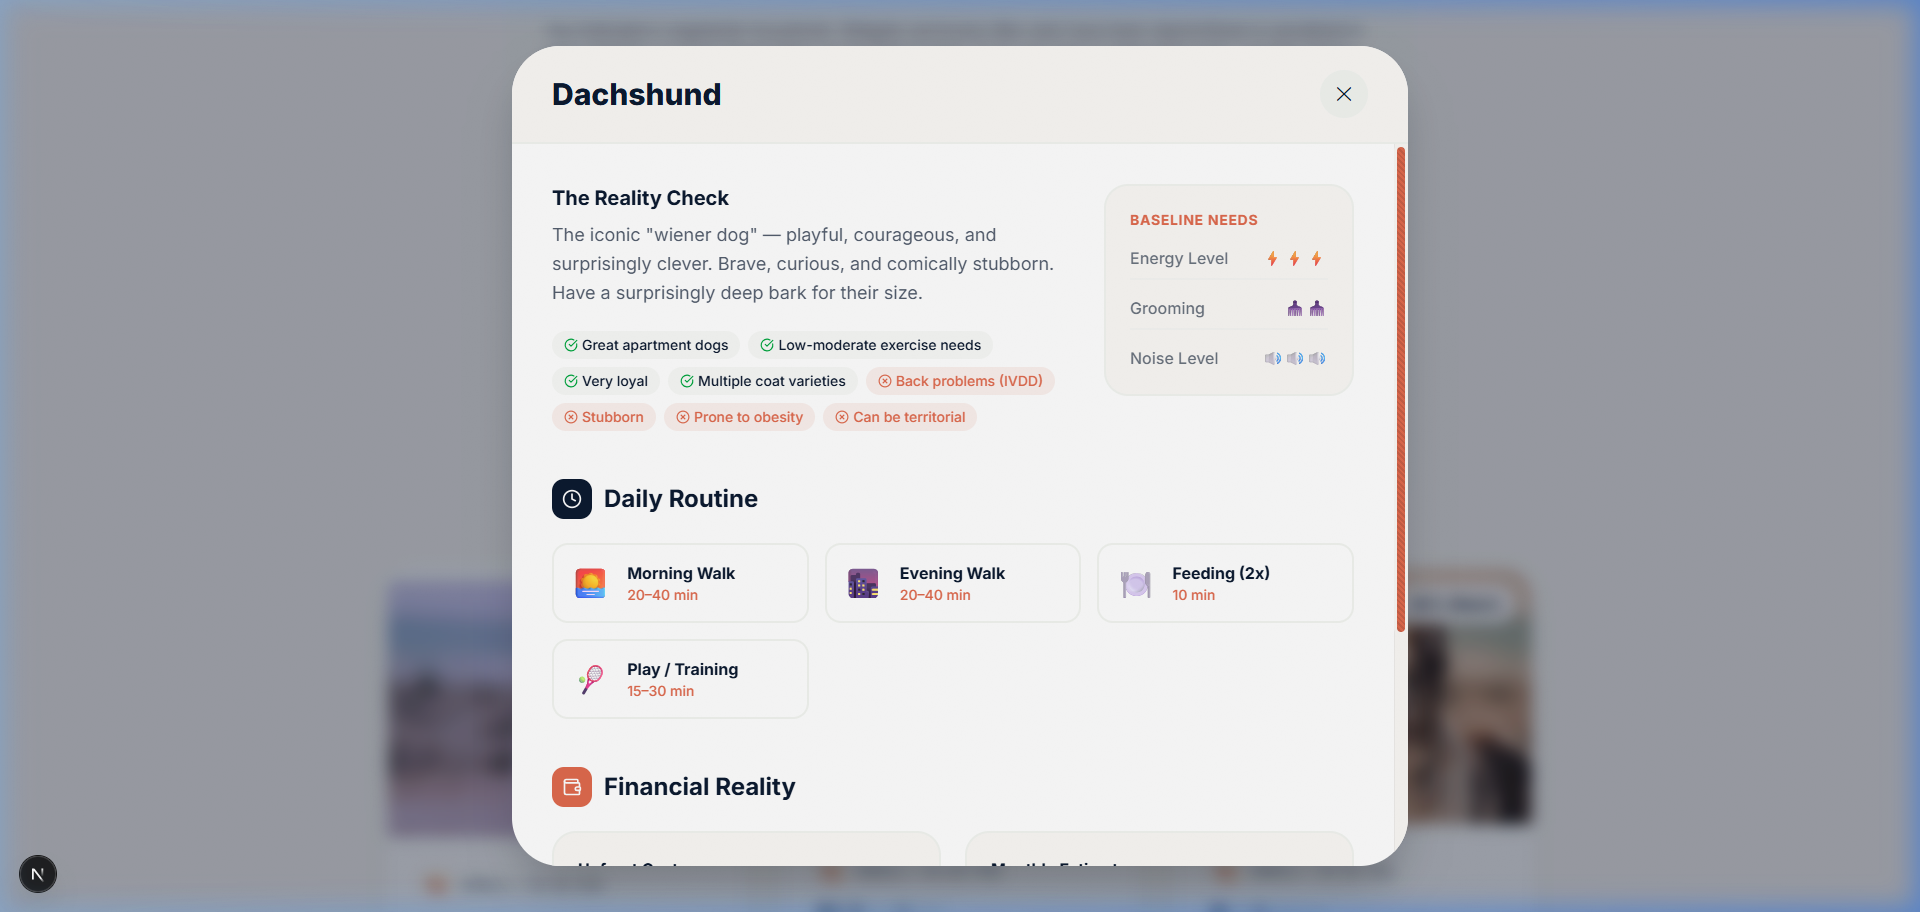 Dachshund
The Reality Check
The iconic "wiener dog" — playful, courageous, and
surprisingly clever. Brave, curious, and comically stubborn.
Have a surprisingly deep bark for their size.
Great apartment dogs
Low-moderate exercise needs
Very loyal
Multiple coat varieties
Back problems (IVDD)
Stubborn
Prone to obesity
Can be territorial
BASELINE NEEDS
Energy Level
Grooming
Noise Level
Daily Routine
Morning Walk
20–40 min
Evening Walk
20–40 min
Feeding (2x)
10 min
Play / Training
15–30 min
Financial Reality
N